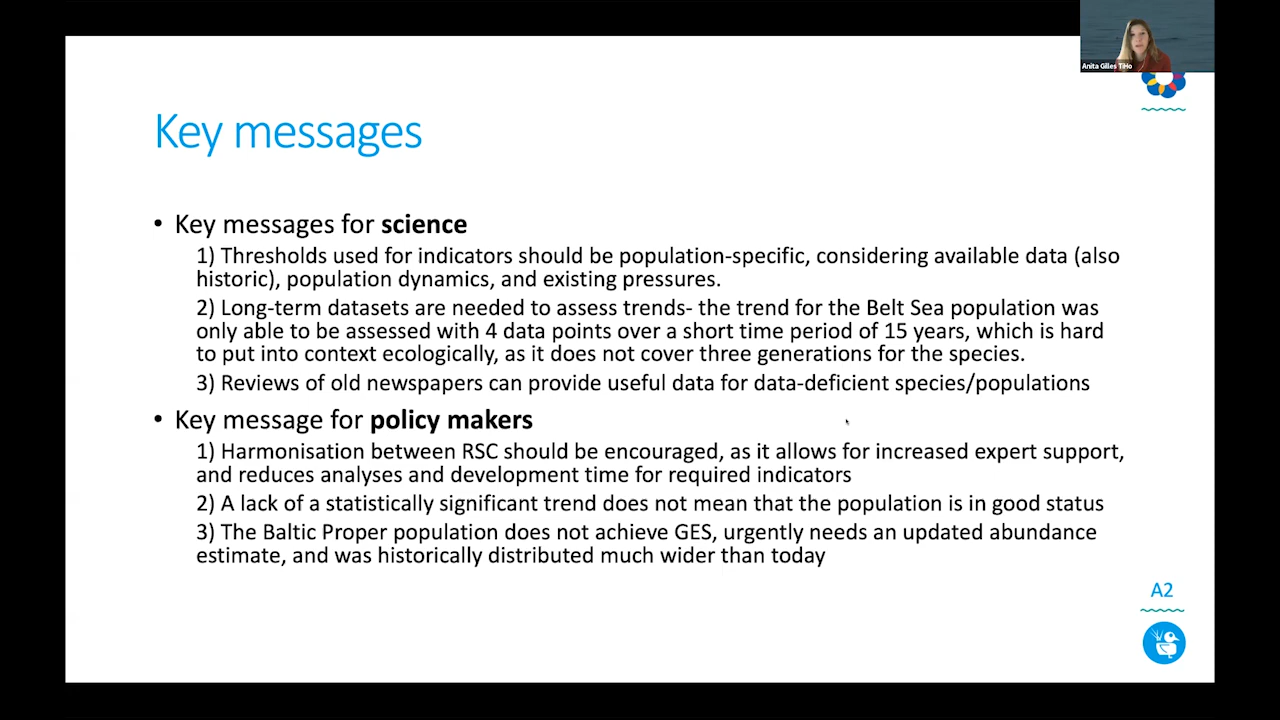 Anita Gilles TiHo
Key messages
• Key messages for science
1) Thresholds used for indicators should be population-specific, considering available data (also
historic), population dynamics, and existing pressures.
2) Long-term datasets are needed to assess trends- the trend for the Belt Sea population was
only able to be assessed with 4 data points over a short time period of 15 years, which is hard
to put into context ecologically, as it does not cover three generations for the species.
3) Reviews of old newspapers can provide useful data for data-deficient species/populations
• Key message for policy makers
1) Harmonisation between RSC should be encouraged, as it allows for increased expert support,
and reduces analyses and development time for required indicators
2) A lack of a statistically significant trend does not mean that the population is in good status
3) The Baltic Proper population does not achieve GES, urgently needs an updated abundance
estimate, and was historically distributed much wider than today
A2